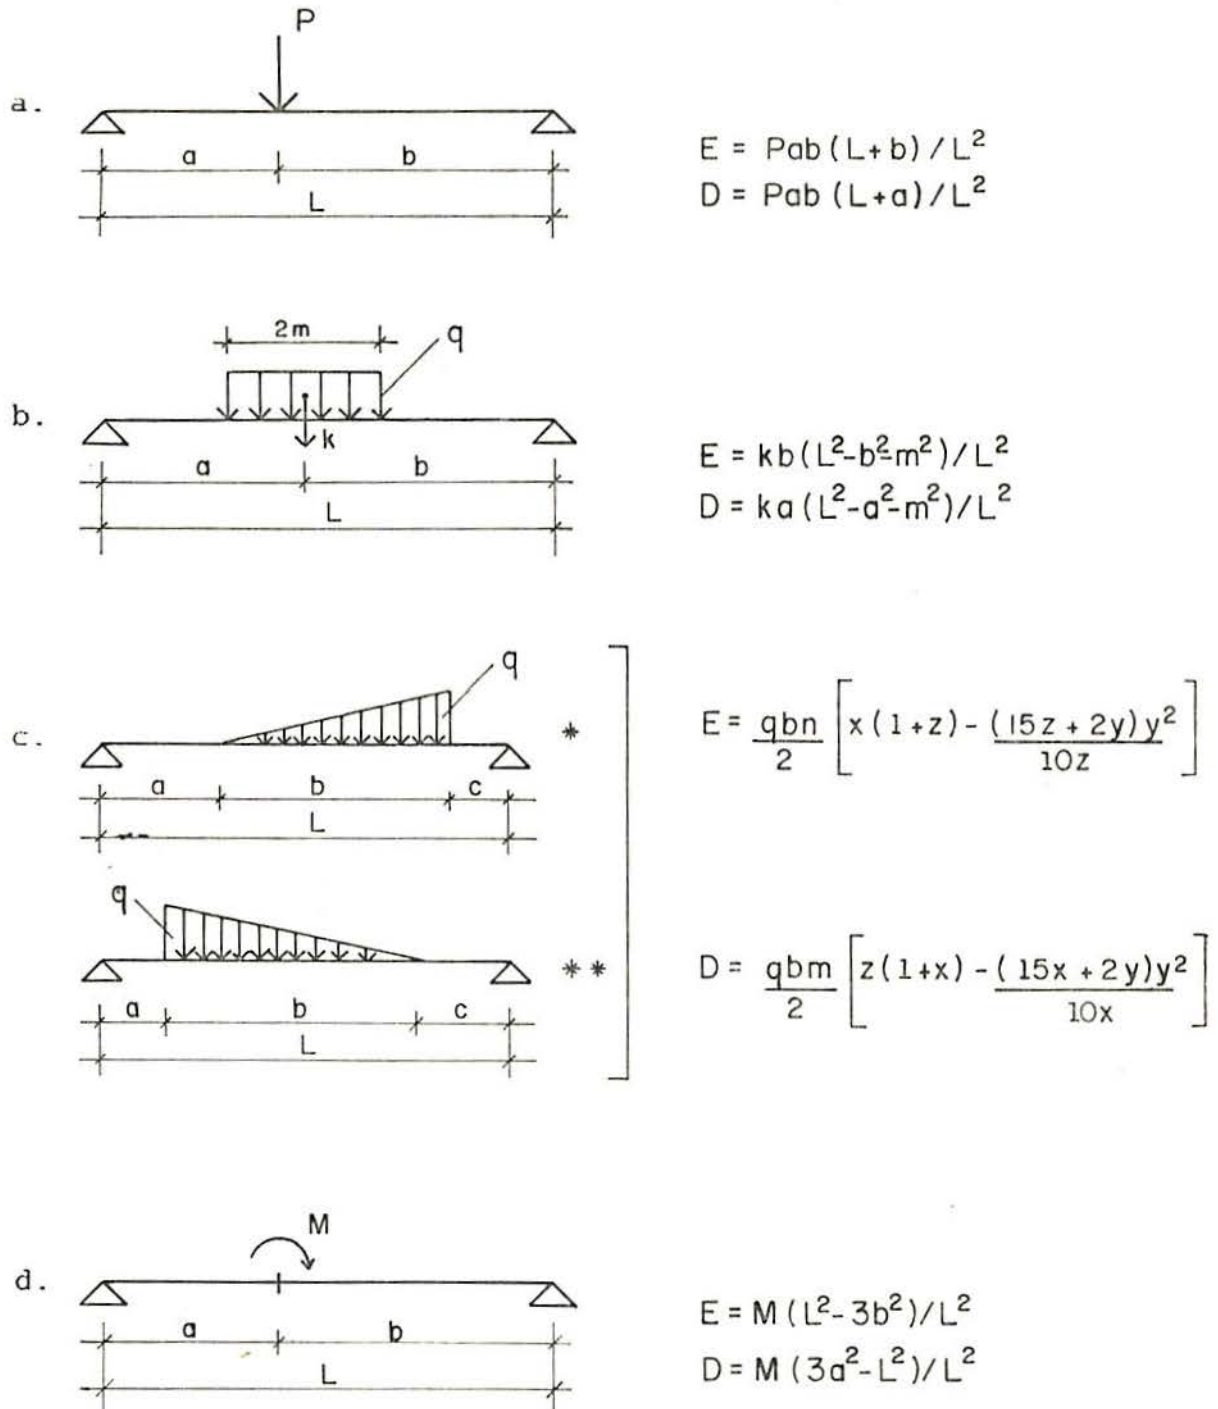 P
a.
a b
L
E = Pab (L+b) / L²
D = Pab (L+a) / L²
2m
q
b.
k
a b
L
E = kb (L²-b²-m²) / L²
D = ka (L²-a²-m²) / L²
q
c.
*
a b c
L
E = qbn/2 [x (1+z) - (15z + 2y) y²/10z]
q
**
a b c
L
D = qbm/2 [z (1+x) - (15x + 2y) y²/10x]
M
d.
a b
L
E = M (L²-3b²) / L²
D = M (3a²-L²) / L²